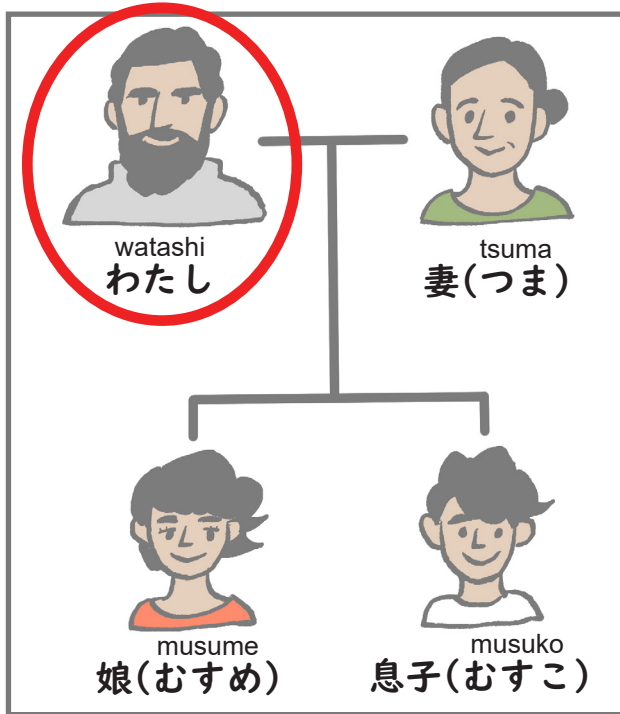 watashi
わたし
tsuma
妻(つま)
musume
娘(むすめ)
musuko
息子(むすこ)